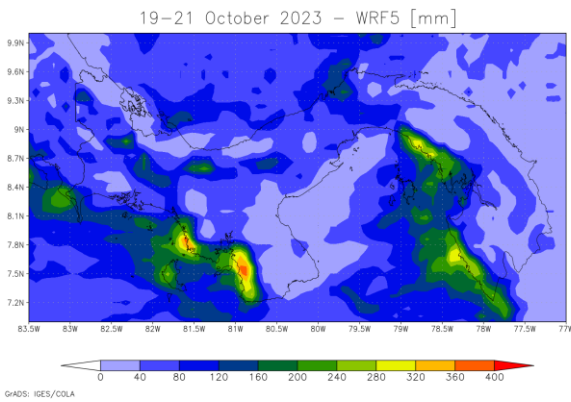 19-21 October 2023 - WRF5 [mm]
9.9N
9.6N
9.3N
9N
8.7N
8.4N
8.1N
7.8N
7.5N
7.2N
83.5W 83W 82.5W 82W 81.5W 81W 80.5W 80W 79.5W 79W 78.5W 78W 77.5W 77W
0 40 80 120 160 200 240 280 320 360 400
GrADS: IGES/COLA